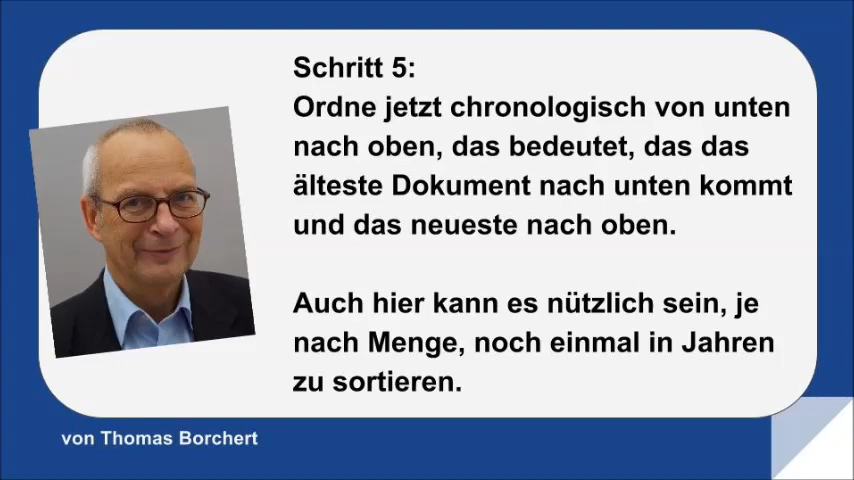 Schritt 5:
Ordne jetzt chronologisch von unten
nach oben, das bedeutet, das das
älteste Dokument nach unten kommt
und das neueste nach oben.
Auch hier kann es nützlich sein, je
nach Menge, noch einmal in Jahren
zu sortieren.
von Thomas Borchert